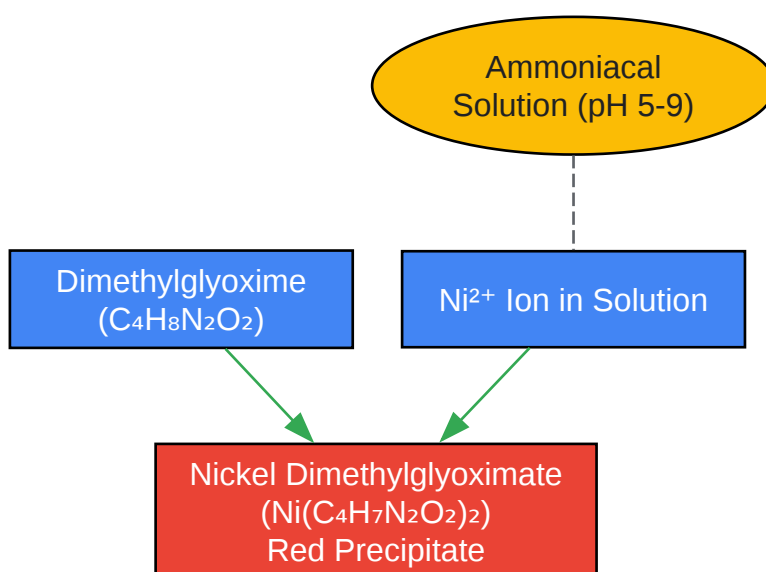 Ammoniacal
Solution (pH 5-9)
Dimethylglyoxime
(C₄H₈N₂O₂)
Ni²⁺ Ion in Solution
Nickel Dimethylglyoximate
(Ni(C₄H₇N₂O₂)₂)
Red Precipitate